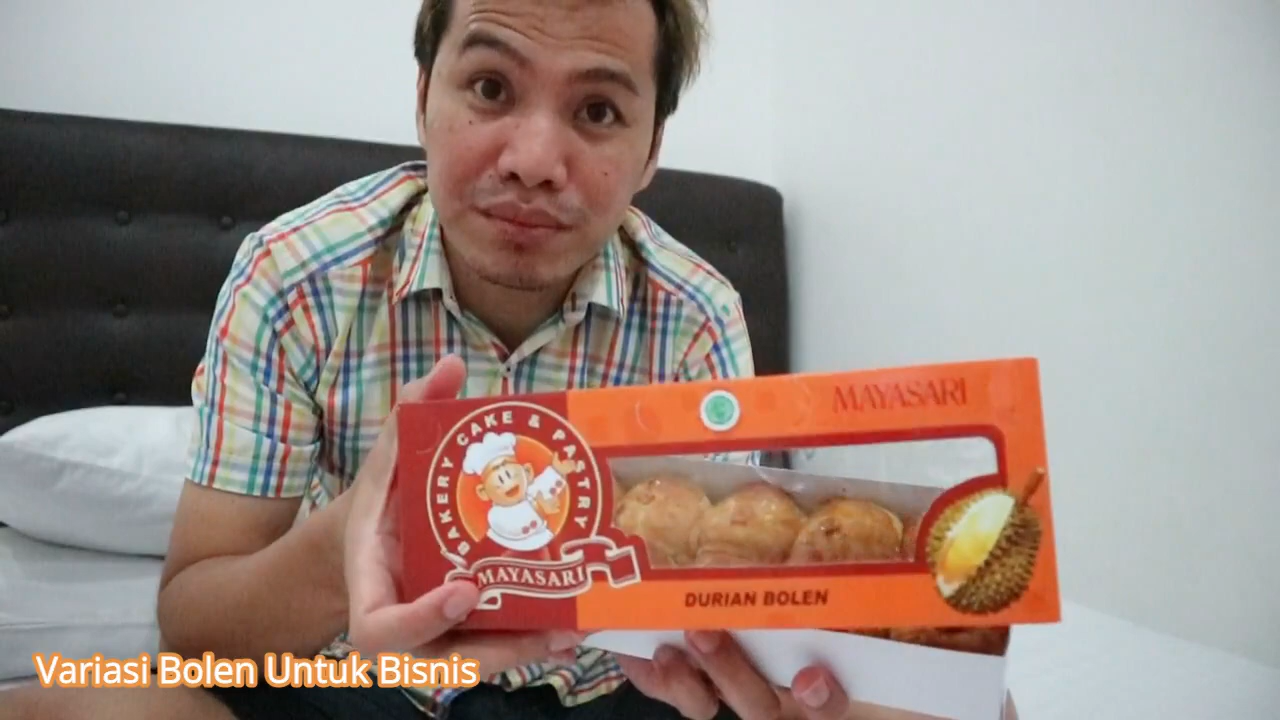 MAYASARI
BAKERY CAKE & PASTRY
MAYASARI
DURIAN BOLEN
Variasi Bolen Untuk Bisnis